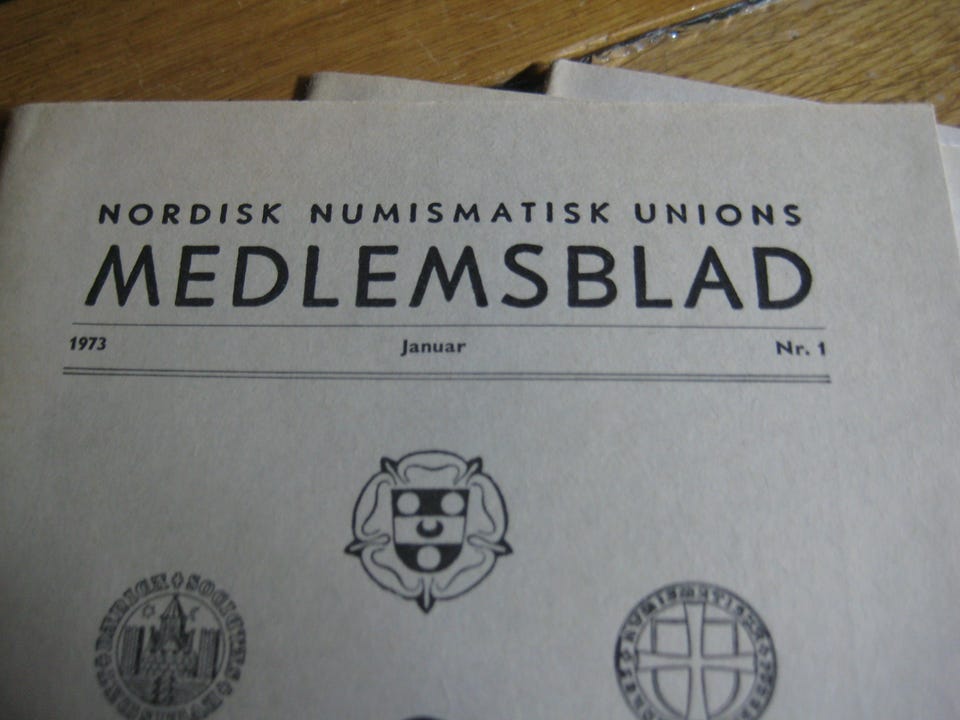 NORDISK NUMISMATISK UNIONS
MEDLEMSBLAD
1973 Januar Nr. 1